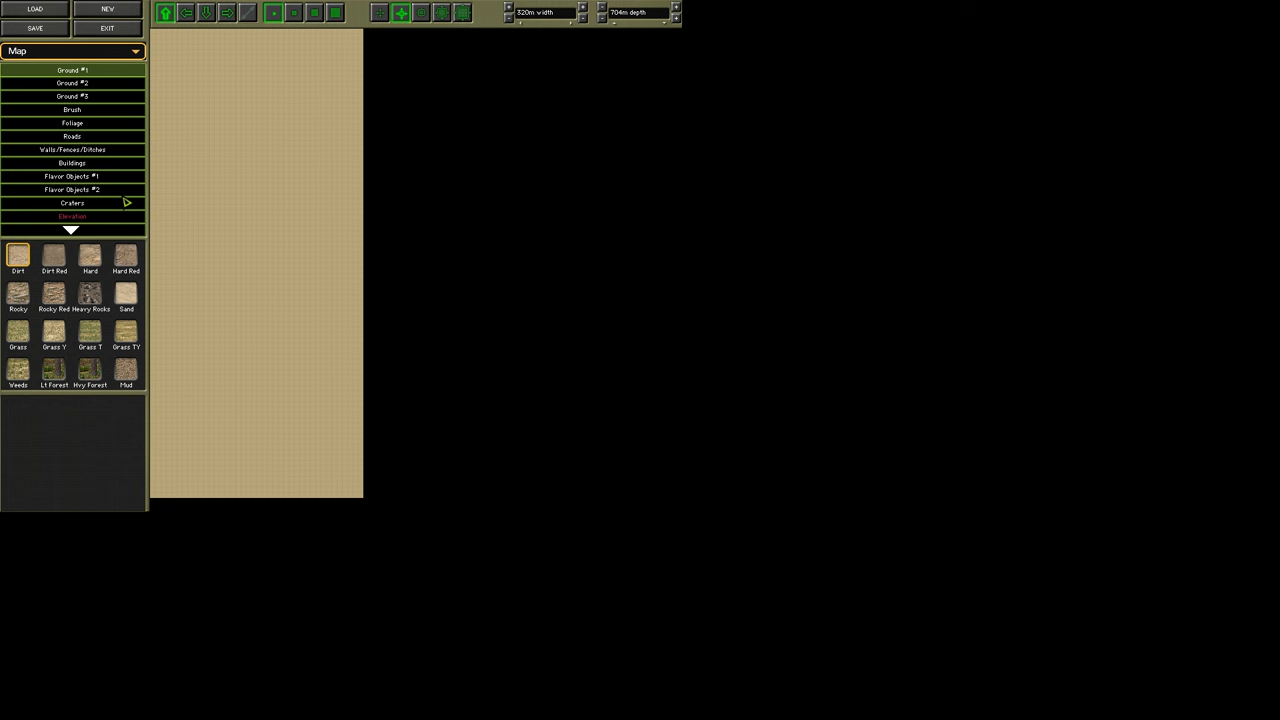 LOAD NEW
SAVE EXIT
320m width
704m depth
Map
Ground #1
Ground #2
Ground #3
Brush
Foliage
Roads
Walls/Fences/Ditches
Buildings
Flavor Objects #1
Flavor Objects #2
Craters
Elevation
Dirt Dirt Red Hard Hard Red
Rocky Rocky Red Heavy Rocks Sand
Grass Grass Y Grass T Grass TY
Weeds Lt Forest Hvy Forest Mud